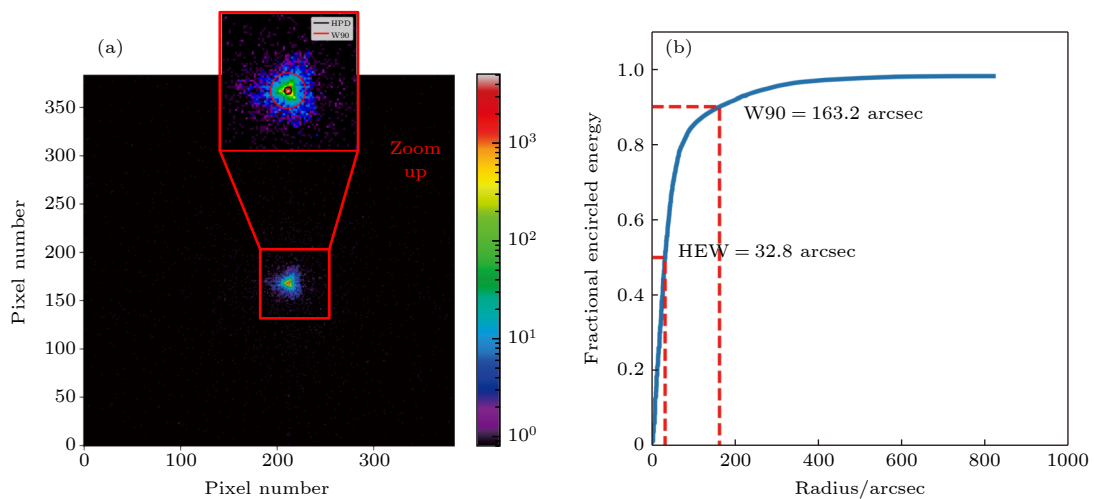 (a)
HPD
W90
Zoom
up
350
300
250
200
150
100
50
0
0
100
200
300
Pixel number
Pixel number
10³
10²
10¹
10⁰
(b)
1.0
0.8
0.6
0.4
0.2
0
0
200
400
600
800
1000
Fractional encircled energy
Radius/arcsec
W90 = 163.2 arcsec
HEW = 32.8 arcsec